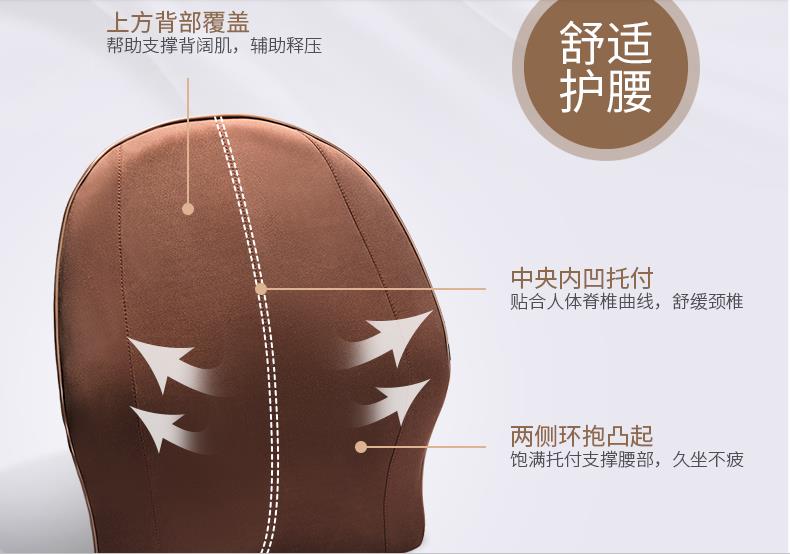 上方背部覆盖
帮助支撑背阔肌，辅助释压
舒适
护腰
中央内凹托付
贴合人体脊椎曲线，舒缓颈椎
两侧环抱凸起
饱满托付支撑腰部，久坐不疲